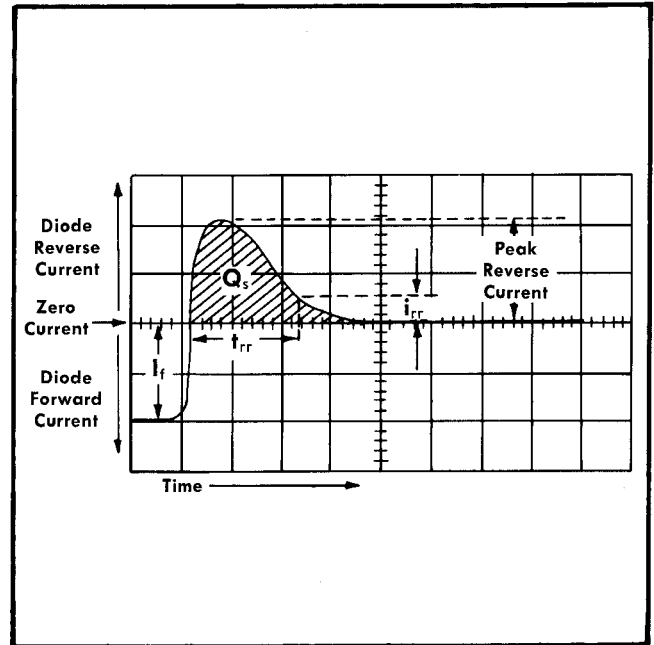 Diode
Reverse
Current
Zero
Current
Diode
Forward
Current
Qs
Peak
Reverse
Current
irr
trr
If
Time